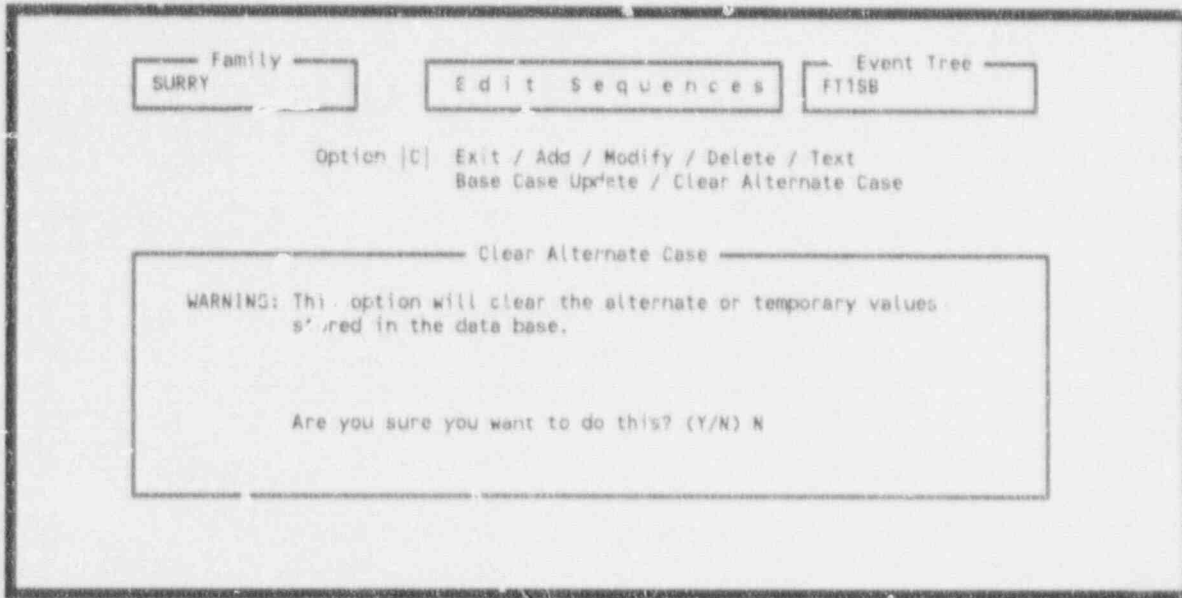 Family
SURRY
Edit Sequences
Event Tree
FT1SB
Option |C| Exit / Add / Modify / Delete / Text
Base Case Update / Clear Alternate Case
Clear Alternate Case
WARNING: This option will clear the alternate or temporary values
stored in the data base.
Are you sure you want to do this? (Y/N) N